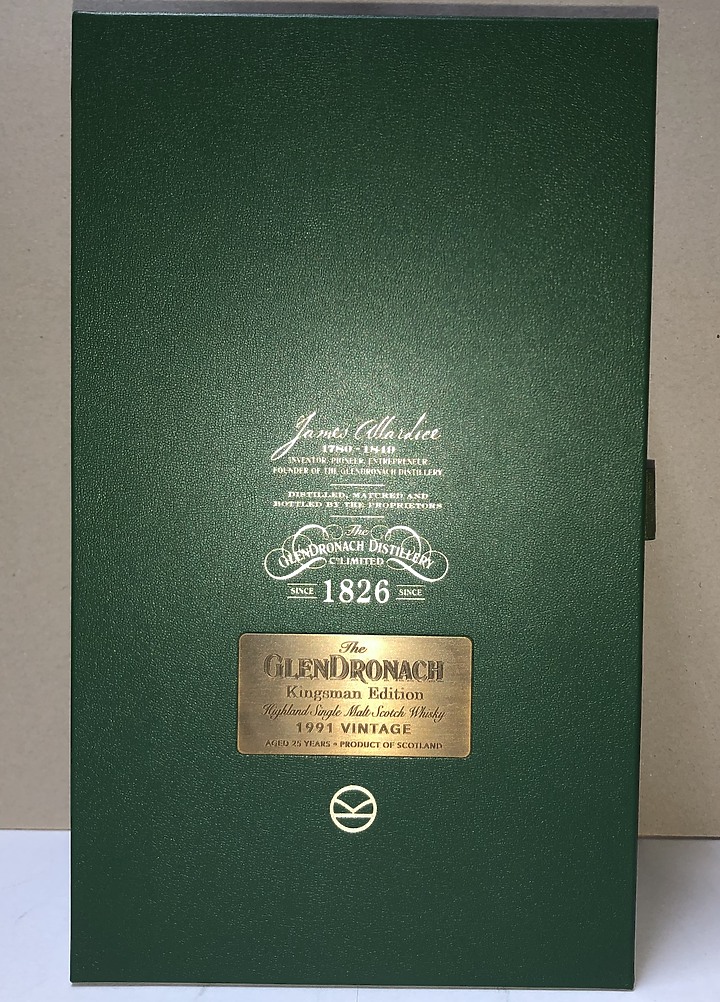 James Allardice
1780 - 1849
INVENTOR, PIONEER, ENTREPRENEUR
FOUNDER OF THE GLENDRONACH DISTILLERY
DISTILLED, MATURED AND
BOTTLED BY THE PROPRIETORS
The
GLENDRONACH DISTILLERY
Cº LIMITED
SINCE 1826 SINCE
The
GLENDRONACH
Kingsman Edition
Highland Single Malt Scotch Whisky
1991 VINTAGE
AGED 25 YEARS • PRODUCT OF SCOTLAND